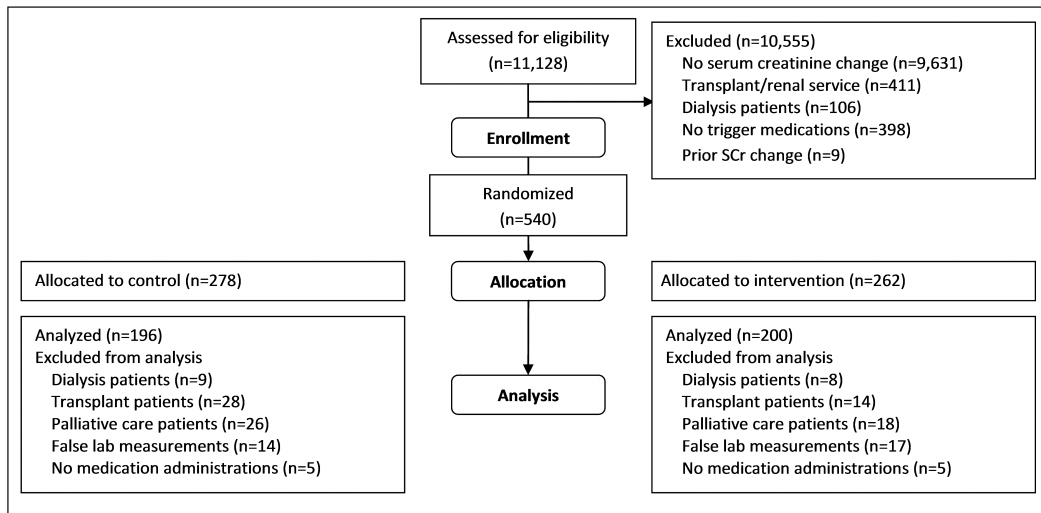 Assessed for eligibility
(n=11,128)
Excluded (n=10,555)
No serum creatinine change (n=9,631)
Transplant/renal service (n=411)
Dialysis patients (n=106)
No trigger medications (n=398)
Prior SCr change (n=9)
Enrollment
Randomized
(n=540)
Allocated to control (n=278)
Allocation
Allocated to intervention (n=262)
Analyzed (n=196)
Excluded from analysis
Dialysis patients (n=9)
Transplant patients (n=28)
Palliative care patients (n=26)
False lab measurements (n=14)
No medication administrations (n=5)
Analysis
Analyzed (n=200)
Excluded from analysis
Dialysis patients (n=8)
Transplant patients (n=14)
Palliative care patients (n=18)
False lab measurements (n=17)
No medication administrations (n=5)